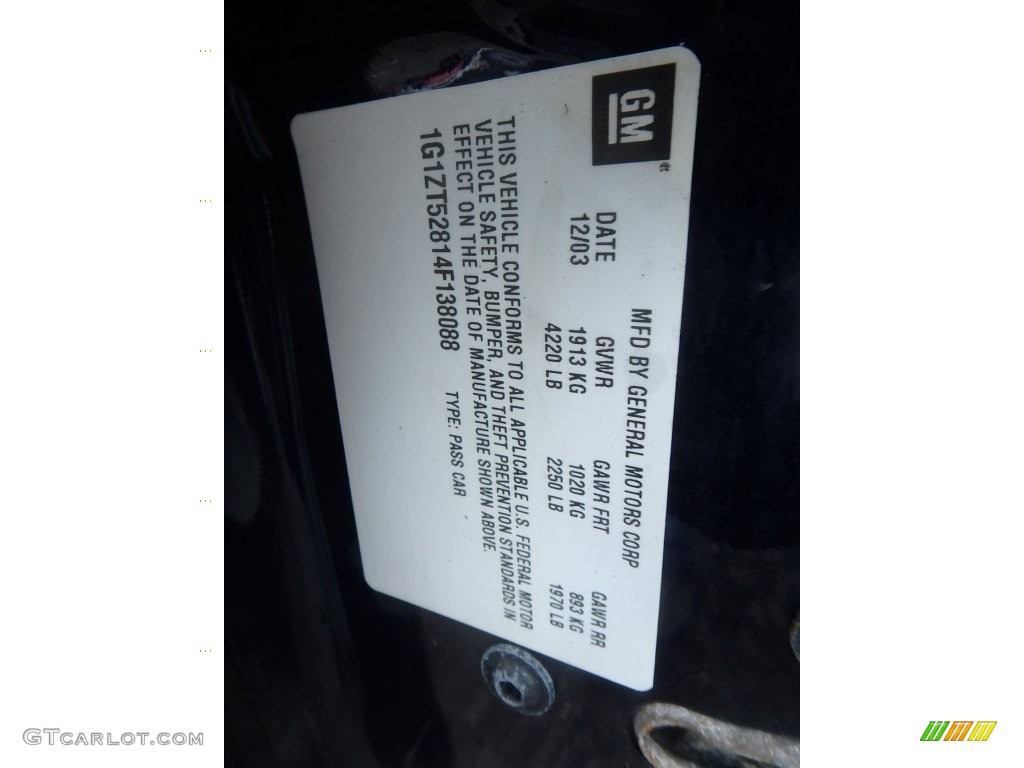 GM
MFD BY GENERAL MOTORS CORP
DATE GVWR GAWR FRT GAWR RR
12/03 1913 KG 1020 KG 893 KG
4220 LB 2250 LB 1970 LB
THIS VEHICLE CONFORMS TO ALL APPLICABLE U.S. FEDERAL MOTOR
VEHICLE SAFETY, BUMPER, AND THEFT PREVENTION STANDARDS IN
EFFECT ON THE DATE OF MANUFACTURE SHOWN ABOVE.
1G1ZT52814F138088 TYPE: PASS CAR
GTCARLOT.COM